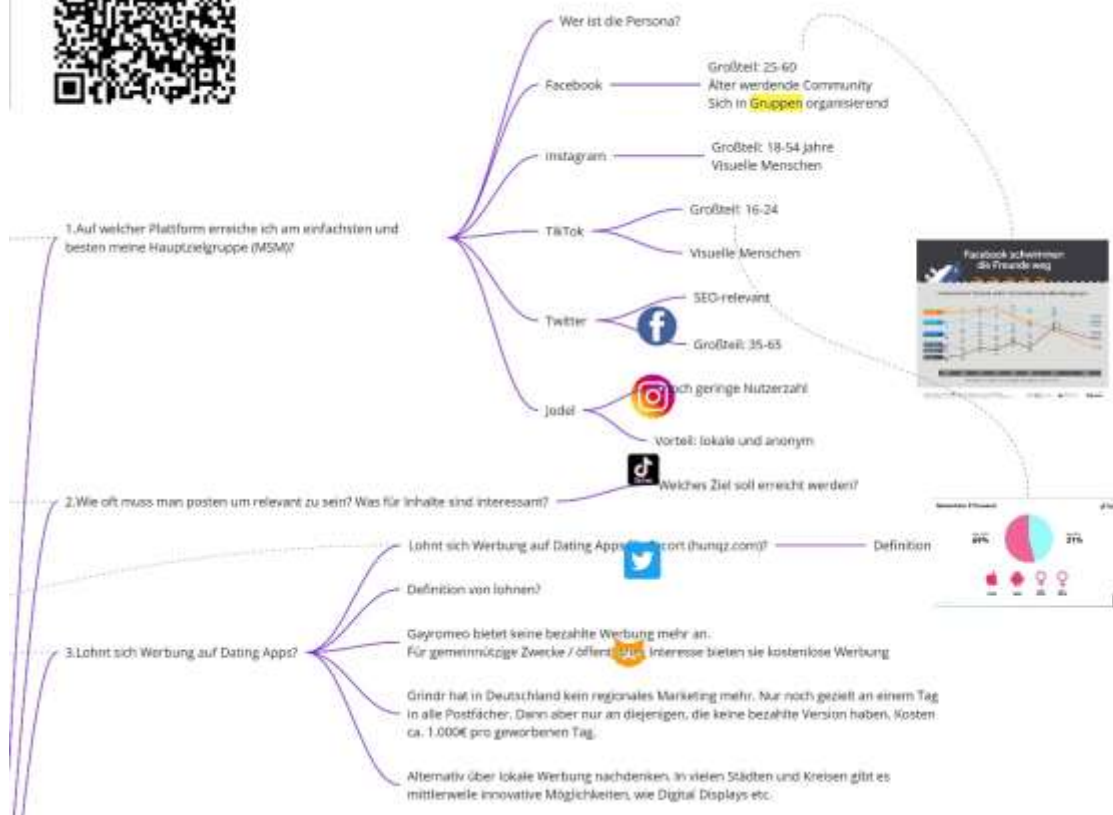 Wer ist die Persona?
Facebook
Großteil: 25-60
Älter werdende Community
Sich in Gruppen organisierend
Instagram
Großteil: 18-54 Jahre
Visuelle Menschen
1.Auf welcher Plattform erreiche ich am einfachsten und
besten meine Hauptzielgruppe (MSM)?
TikTok
Großteil: 16-24
Visuelle Menschen
Facebook schwimmen
die Freunde weg
Twitter
SEO-relevant
Großteil: 35-65
Jodel
noch geringe Nutzerzahl
Vorteil: lokale und anonym
2.Wie oft muss man posten um relevant zu sein? Was für Inhalte sind interessant?
Welches Ziel soll erreicht werden?
Lohnt sich Werbung auf Dating Apps cort (hunqz.com)?
Definition
Definition von lohnen?
3.Lohnt sich Werbung auf Dating Apps?
Gayromeo bietet keine bezahlte Werbung mehr an.
Für gemeinnützige Zwecke / öffentliches Interesse bieten sie kostenlose Werbung
Grindr hat in Deutschland kein regionales Marketing mehr. Nur noch gezielt an einem Tag
in alle Postfächer. Dann aber nur an diejenigen, die keine bezahlte Version haben. Kosten
ca. 1.000€ pro geworbenen Tag.
Alternativ über lokale Werbung nachdenken. In vielen Städten und Kreisen gibt es
mittlerweile innovative Möglichkeiten, wie Digital Displays etc.